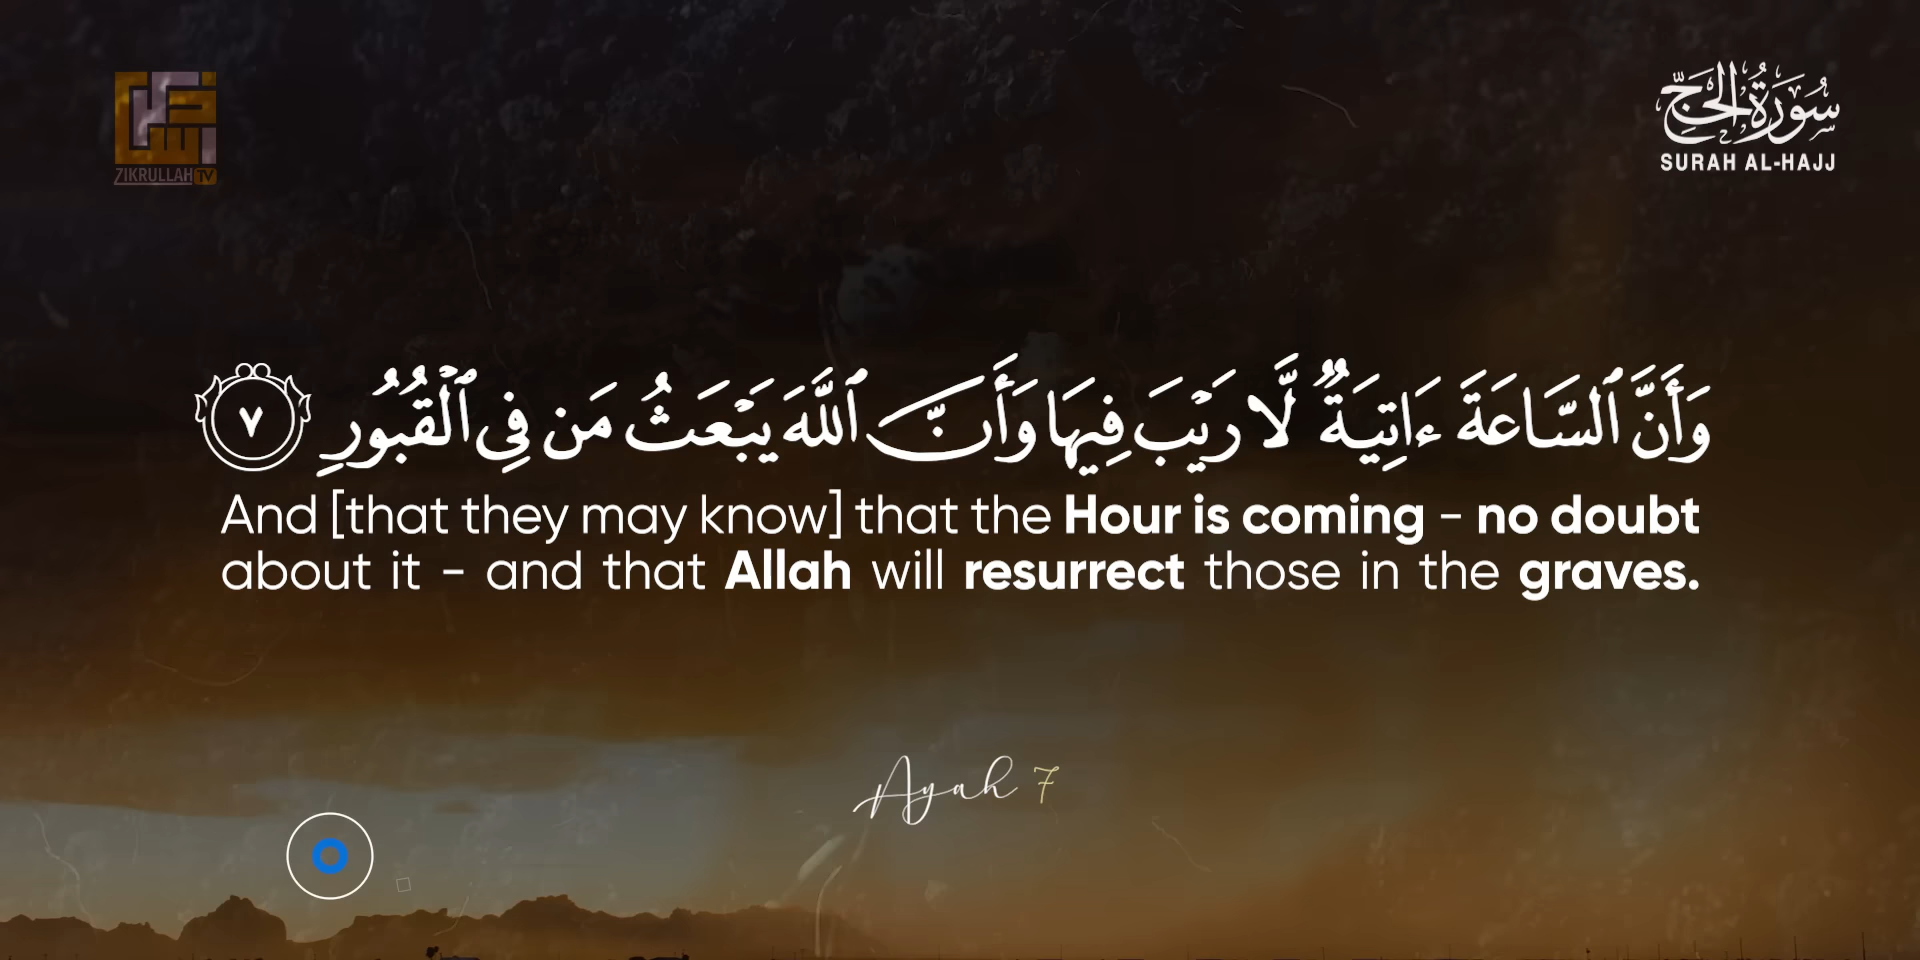 ZIKRULLAH TV
سُورَةُ الحَجِّ
SURAH AL-HAJJ
وَأَنَّ ٱلسَّاعَةَ ءَاتِيَةٌ لَّا رَيْبَ فِيهَا وَأَنَّ ٱللَّهَ يَبْعَثُ مَن فِى ٱلْقُبُورِ ٧
And [that they may know] that the Hour is coming - no doubt
about it - and that Allah will resurrect those in the graves.
Ayah 7